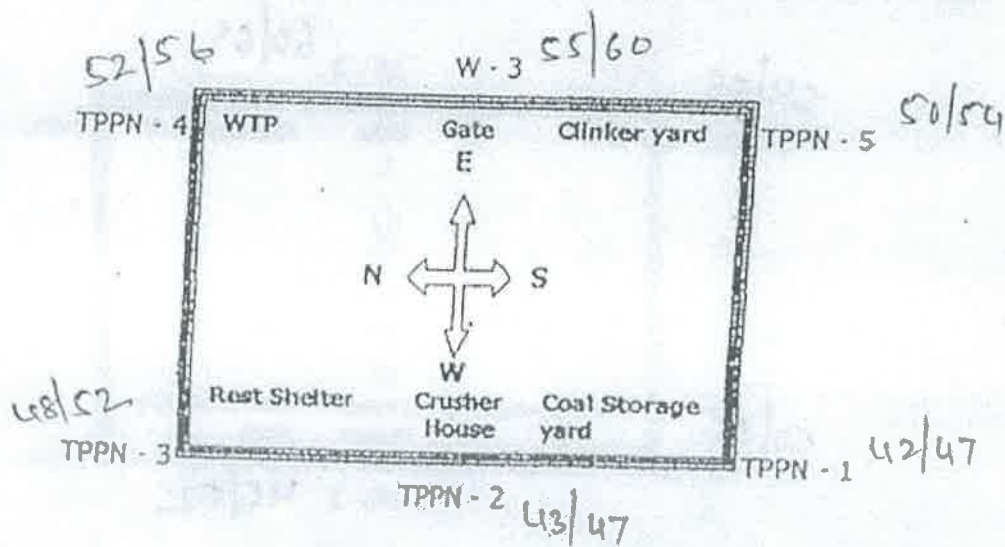 52/56 W - 3 55/60
TPPN - 4 WTP Gate Clinker yard TPPN - 5 50/54
E
N S
W
48/52 Rest Shelter Crusher House Coal Storage yard
TPPN - 3 TPPN - 1 42/47
TPPN - 2 43/47